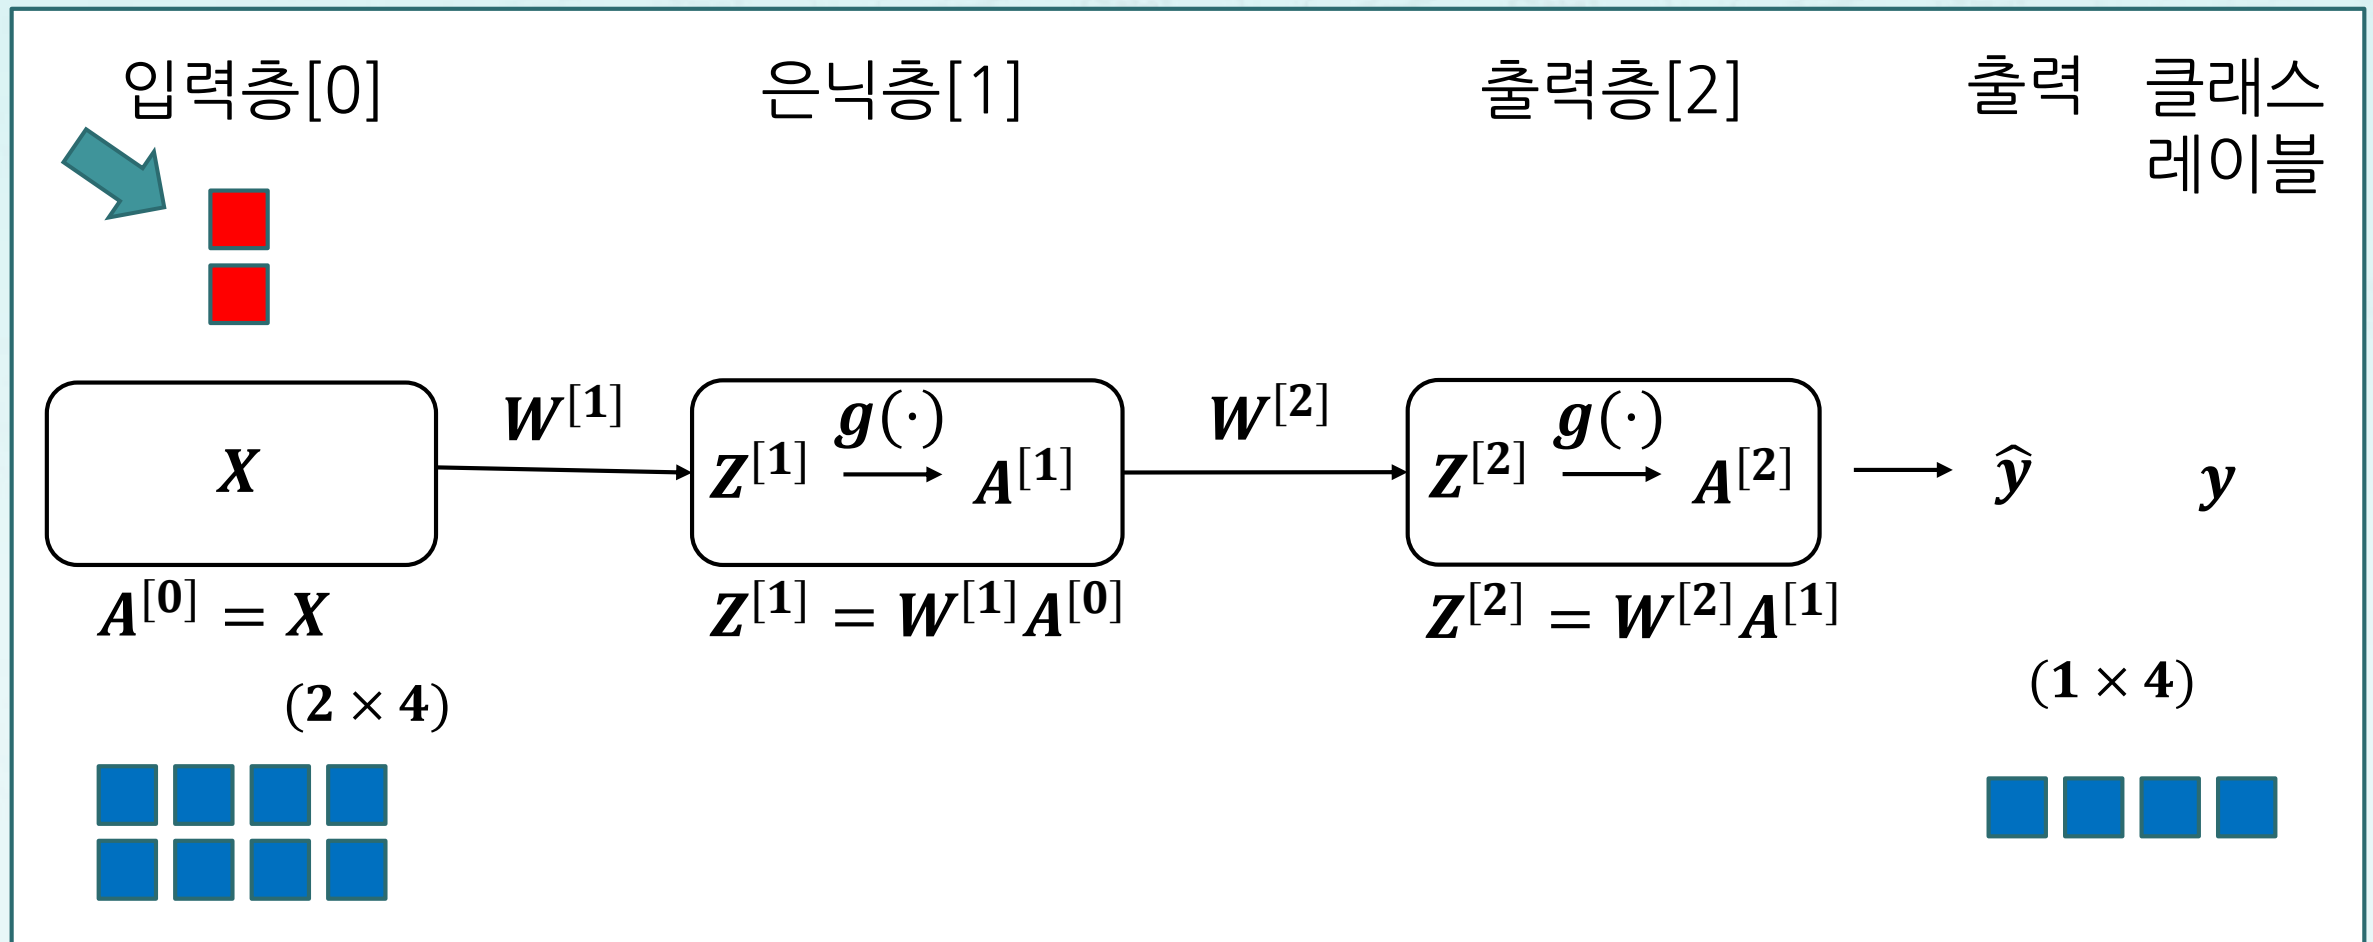 입력층[0] 은닉층[1] 출력층[2] 출력 클래스
레이블
X W^[1] Z^[1] g(·) A^[1] W^[2] Z^[2] g(·) A^[2] ŷ y
A^[0] = X Z^[1] = W^[1]A^[0] Z^[2] = W^[2]A^[1]
(2 × 4) (1 × 4)